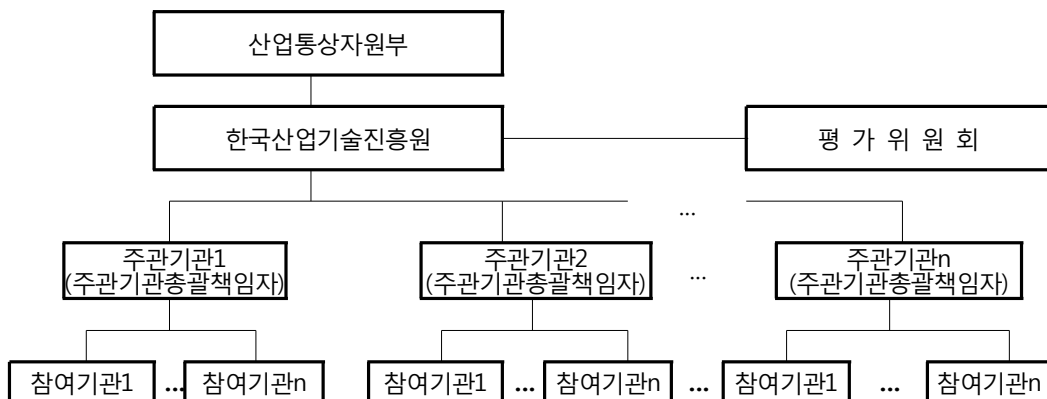 산업통상자원부
한국산업기술진흥원
평 가 위 원 회
...
주관기관1
(주관기관총괄책임자)
주관기관2
(주관기관총괄책임자)
...
주관기관n
(주관기관총괄책임자)
참여기관1 ... 참여기관n 참여기관1 ... 참여기관n ... 참여기관1 ... 참여기관n